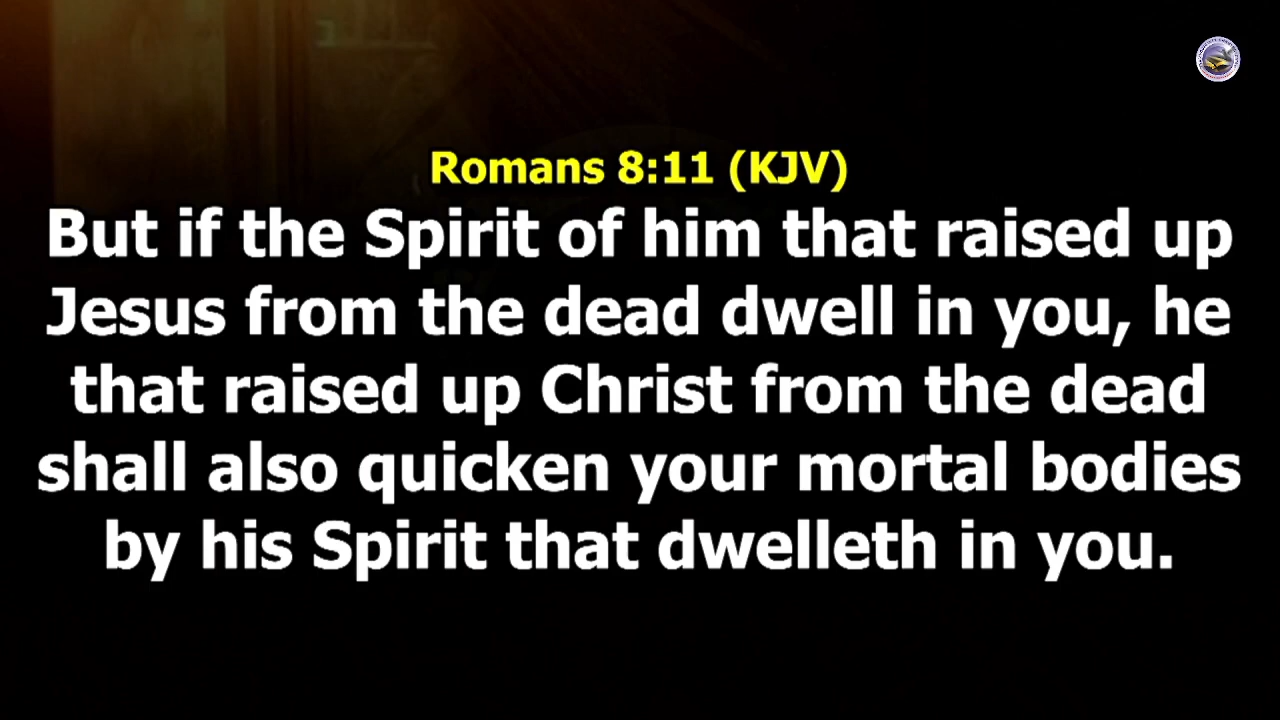 Romans 8:11 (KJV)
But if the Spirit of him that raised up
Jesus from the dead dwell in you, he
that raised up Christ from the dead
shall also quicken your mortal bodies
by his Spirit that dwelleth in you.